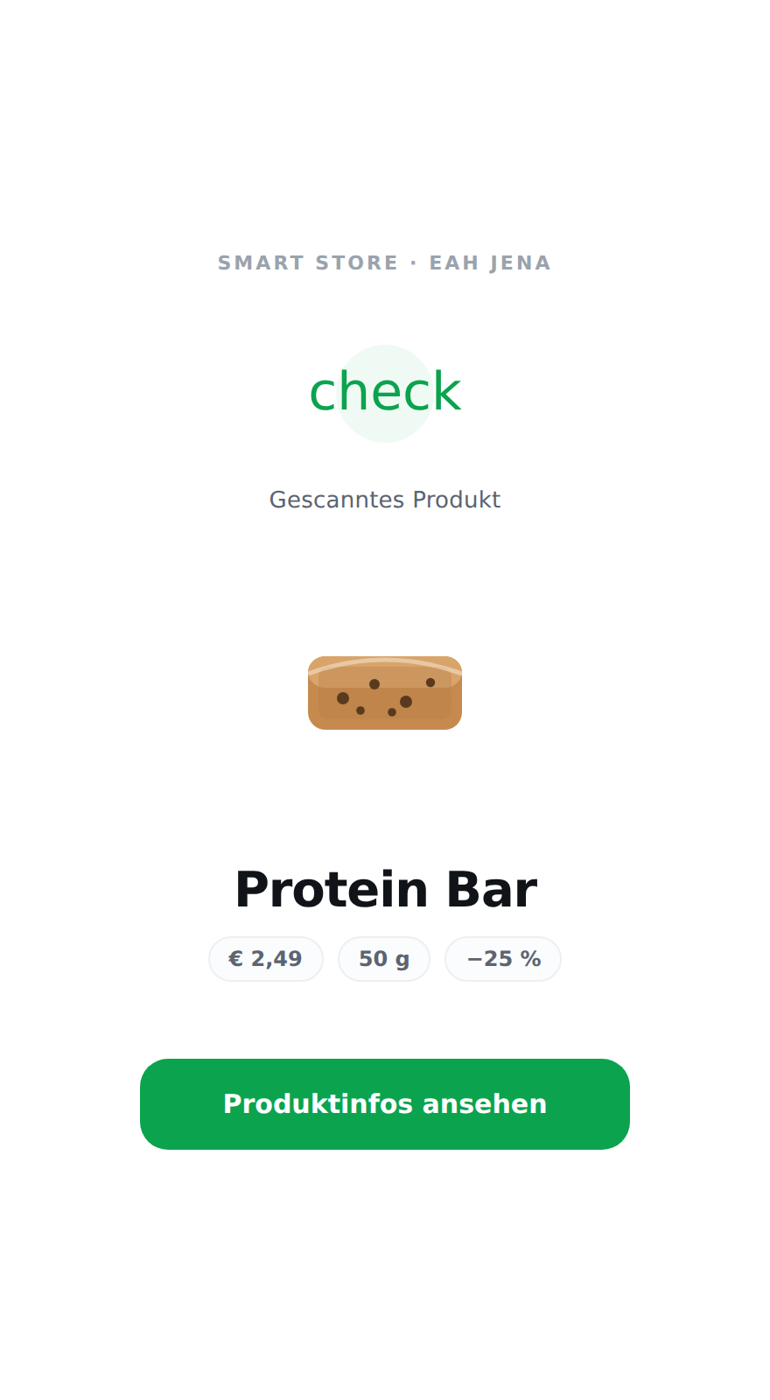 SMART STORE · EAH JENA
check
Gescanntes Produkt
Protein Bar
€ 2,49 50 g −25 %
Produktinfos ansehen